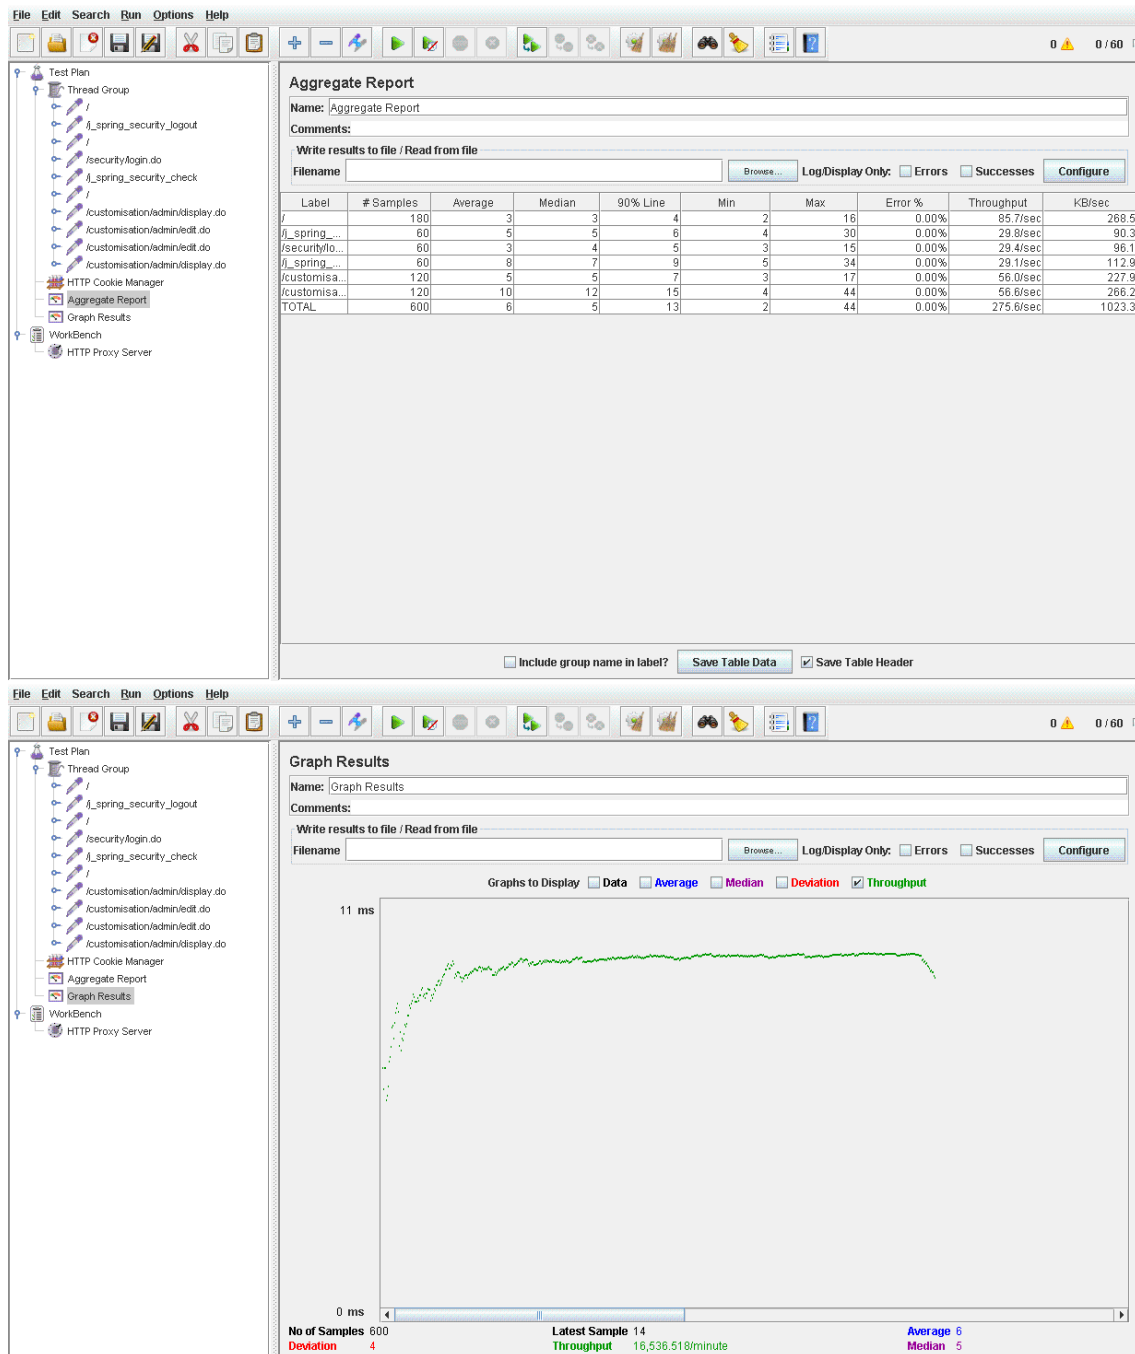 File Edit Search Run Options Help
0 0 / 60
Test Plan
Thread Group
/
/j_spring_security_logout
/
/security/login.do
/j_spring_security_check
/
/customisation/admin/display.do
/customisation/admin/edit.do
/customisation/admin/edit.do
/customisation/admin/display.do
HTTP Cookie Manager
Aggregate Report
Graph Results
WorkBench
HTTP Proxy Server
Aggregate Report
Name: Aggregate Report
Comments:
Write results to file / Read from file
Filename Browse... Log/Display Only: Errors Successes Configure
Label # Samples Average Median 90% Line Min Max Error % Throughput KB/sec
/ 180 3 3 4 2 16 0.00% 85.7/sec 268.5
/j_spring_... 60 5 5 6 4 30 0.00% 29.8/sec 90.3
/security/lo... 60 3 4 5 3 15 0.00% 29.4/sec 96.1
/j_spring_... 60 8 7 9 5 34 0.00% 29.1/sec 112.9
/customisa... 120 5 5 7 3 17 0.00% 56.0/sec 227.9
/customisa... 120 10 12 15 4 44 0.00% 56.6/sec 266.2
TOTAL 600 6 5 13 2 44 0.00% 275.6/sec 1023.3
Include group name in label? Save Table Data Save Table Header
File Edit Search Run Options Help
0 0 / 60
Test Plan
Thread Group
/
/j_spring_security_logout
/
/security/login.do
/j_spring_security_check
/
/customisation/admin/display.do
/customisation/admin/edit.do
/customisation/admin/edit.do
/customisation/admin/display.do
HTTP Cookie Manager
Aggregate Report
Graph Results
WorkBench
HTTP Proxy Server
Graph Results
Name: Graph Results
Comments:
Write results to file / Read from file
Filename Browse... Log/Display Only: Errors Successes Configure
Graphs to Display Data Average Median Deviation Throughput
11 ms
0 ms
No of Samples 600 Latest Sample 14 Average 6
Deviation 4 Throughput 16,536.518/minute Median 5